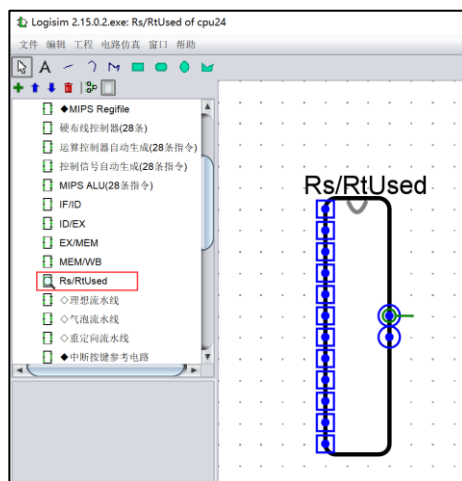 Logisim 2.15.0.2.exe: Rs/RtUsed of cpu24
文件 编辑 工程 电路仿真 窗口 帮助
◆MIPS Regifile
硬布线控制器(28条)
运算控制器自动生成(28条指令)
控制信号自动生成(28条指令)
MIPS ALU(28条指令)
IF/ID
ID/EX
EX/MEM
MEM/WB
Rs/RtUsed
◇理想流水线
◇气泡流水线
◇重定向流水线
◆中断按键参考电路
Rs/RtUsed